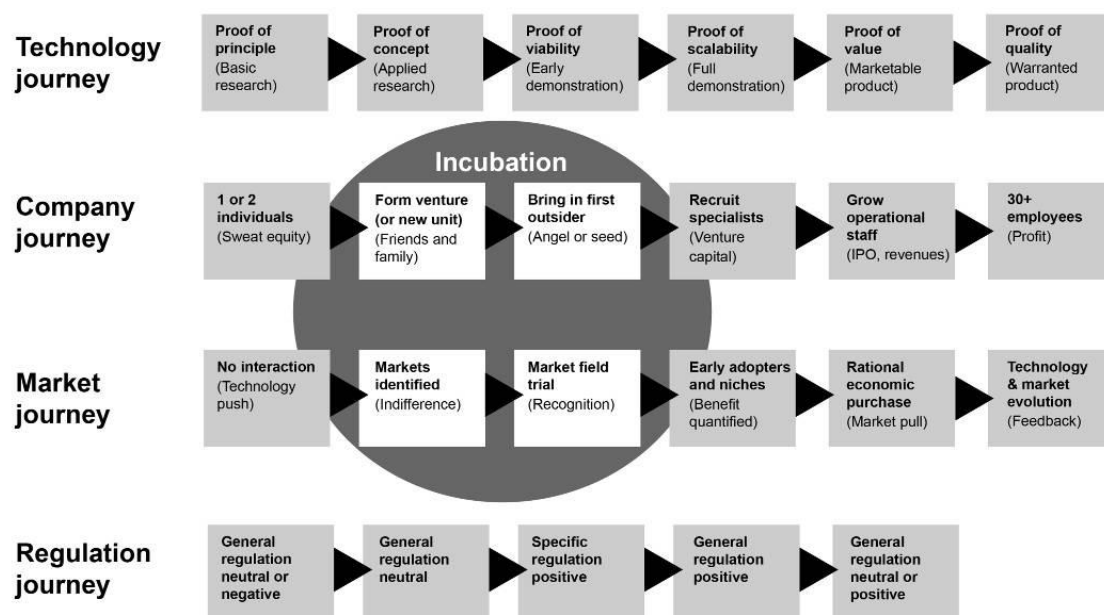 Technology
journey
Proof of
principle
(Basic
research)
Proof of
concept
(Applied
research)
Proof of
viability
(Early
demonstration)
Proof of
scalability
(Full
demonstration)
Proof of
value
(Marketable
product)
Proof of
quality
(Warranted
product)
Incubation
Company
journey
1 or 2
individuals
(Sweat equity)
Form venture
(or new unit)
(Friends and
family)
Bring in first
outsider
(Angel or seed)
Recruit
specialists
(Venture
capital)
Grow
operational
staff
(IPO, revenues)
30+
employees
(Profit)
Market
journey
No interaction
(Technology
push)
Markets
identified
(Indifference)
Market field
trial
(Recognition)
Early adopters
and niches
(Benefit
quantified)
Rational
economic
purchase
(Market pull)
Technology
& market
evolution
(Feedback)
Regulation
journey
General
regulation
neutral or
negative
General
regulation
neutral
Specific
regulation
positive
General
regulation
positive
General
regulation
neutral or
positive